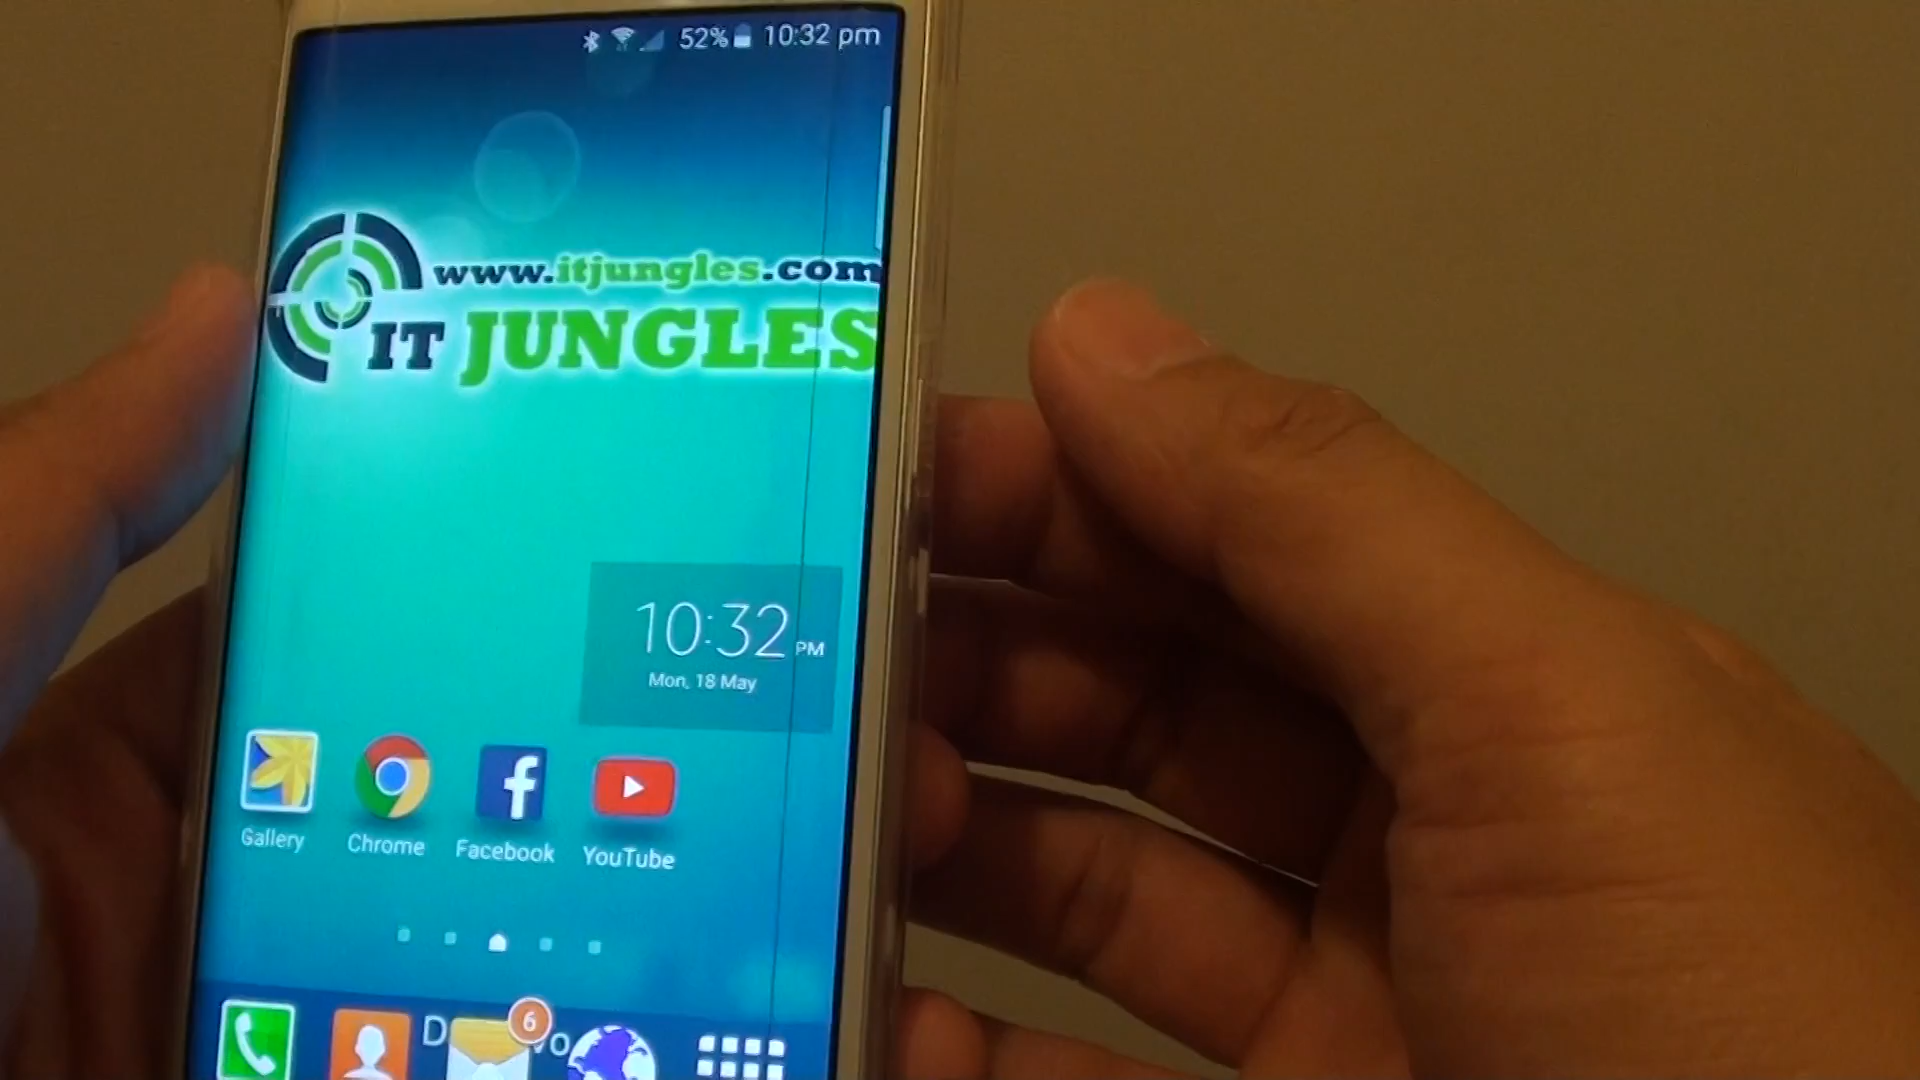 52% 10:32 pm
www.itjungles.com
IT JUNGLES
10:32 PM
Mon, 18 May
Gallery Chrome Facebook YouTube
6